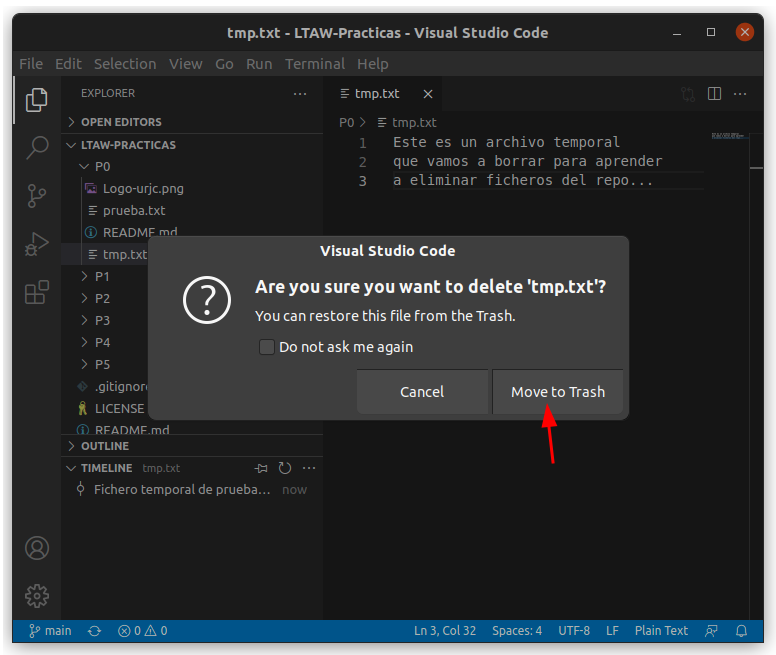 tmp.txt - LTAW-Practicas - Visual Studio Code
File Edit Selection View Go Run Terminal Help
EXPLORER
OPEN EDITORS
LTAW-PRACTICAS
P0
Logo-urjc.png
prueba.txt
README.md
tmp.txt
P1
P2
P3
P4
P5
.gitignore
LICENSE
README.md
OUTLINE
TIMELINE tmp.txt
Fichero temporal de prueba... now
tmp.txt
P0 > tmp.txt
1 Este es un archivo temporal
2 que vamos a borrar para aprender
3 a eliminar ficheros del repo...
Visual Studio Code
Are you sure you want to delete 'tmp.txt'?
You can restore this file from the Trash.
Do not ask me again
Cancel Move to Trash
main 0 0 Ln 3, Col 32 Spaces: 4 UTF-8 LF Plain Text